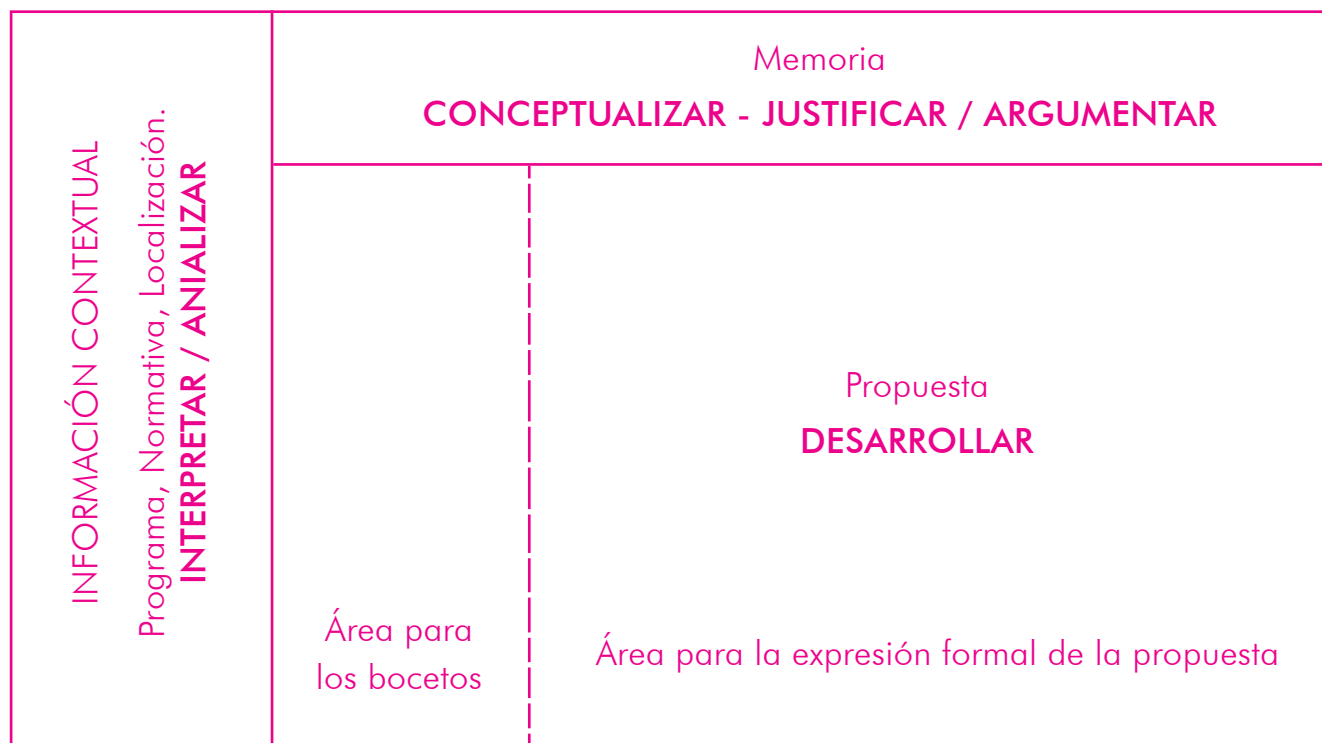 INFORMACIÓN CONTEXTUAL
Programa, Normativa, Localización.
INTERPRETAR / ANIALIZAR
Memoria
CONCEPTUALIZAR - JUSTIFICAR / ARGUMENTAR
Área para
los bocetos
Propuesta
DESARROLLAR
Área para la expresión formal de la propuesta